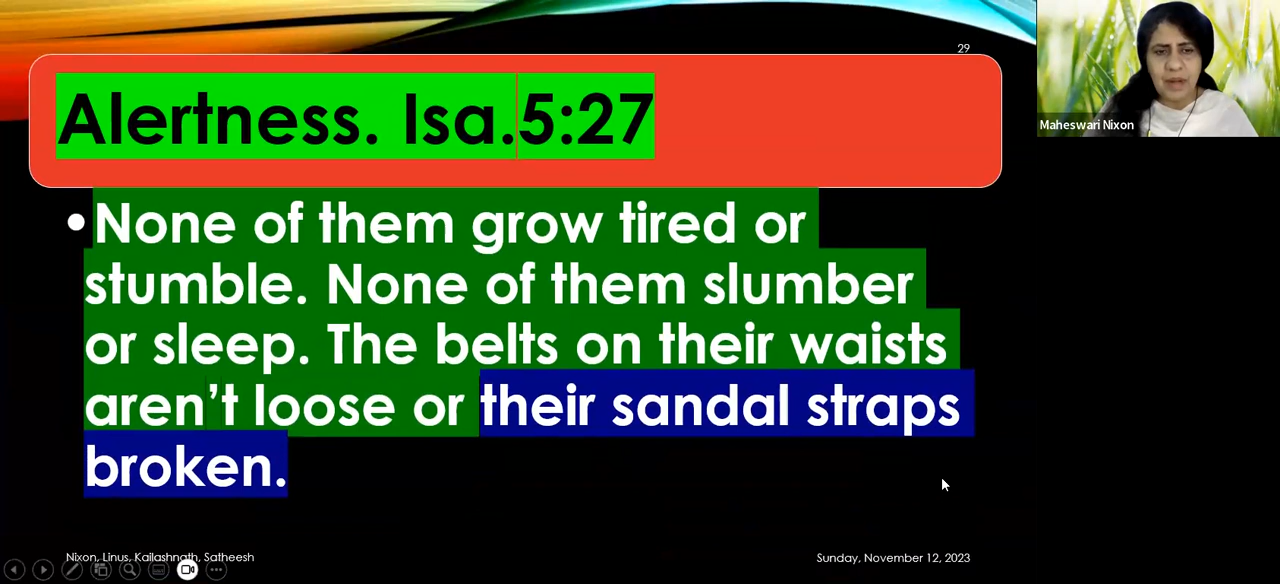 29
Alertness. Isa.5:27
• None of them grow tired or
stumble. None of them slumber
or sleep. The belts on their waists
aren’t loose or their sandal straps
broken.
Nixon, Linus, Kailashnath, Satheesh
Sunday, November 12, 2023
Maheswari Nixon